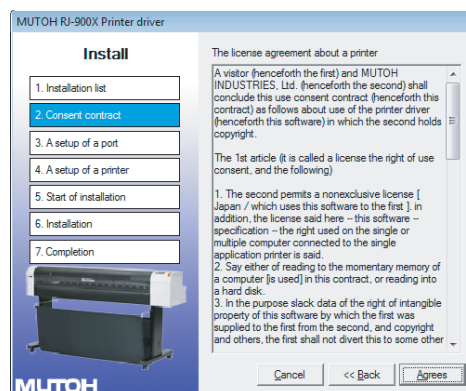 MUTOH RJ-900X Printer driver
Install
1. Installation list
2. Consent contract
3. A setup of a port
4. A setup of a printer
5. Start of installation
6. Installation
7. Completion
MUTOH
The license agreement about a printer
A visitor (henceforth the first) and MUTOH
INDUSTRIES, Ltd. (henceforth the second) shall
conclude this use consent contract (henceforth this
contract) as follows about use of the printer driver
(henceforth this software) in which the second holds
copyright.
The 1st article (it is called a license the right of use
consent, and the following)
1. The second permits a nonexclusive license [
Japan / which uses this software to the first ]. in
addition, the license said here -- this software --
specification -- the right used on the single or
multiple computer connected to the single
application printer is said.
2. Say either of reading to the momentary memory of
a computer [is used] in this contract, or reading into
a hard disk.
3. In the purpose slack data of the right of intangible
property of this software by which the first was
supplied to the first from the second, and copyright
and others, the first shall not divert this to some other
Cancel
<< Back
Agrees